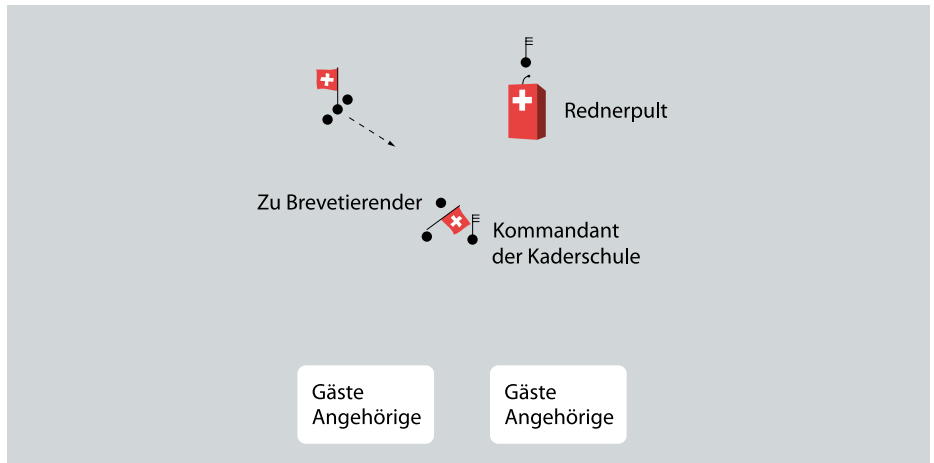 Rednerpult
Zu Brevetierender
Kommandant
der Kaderschule
Gäste
Angehörige
Gäste
Angehörige